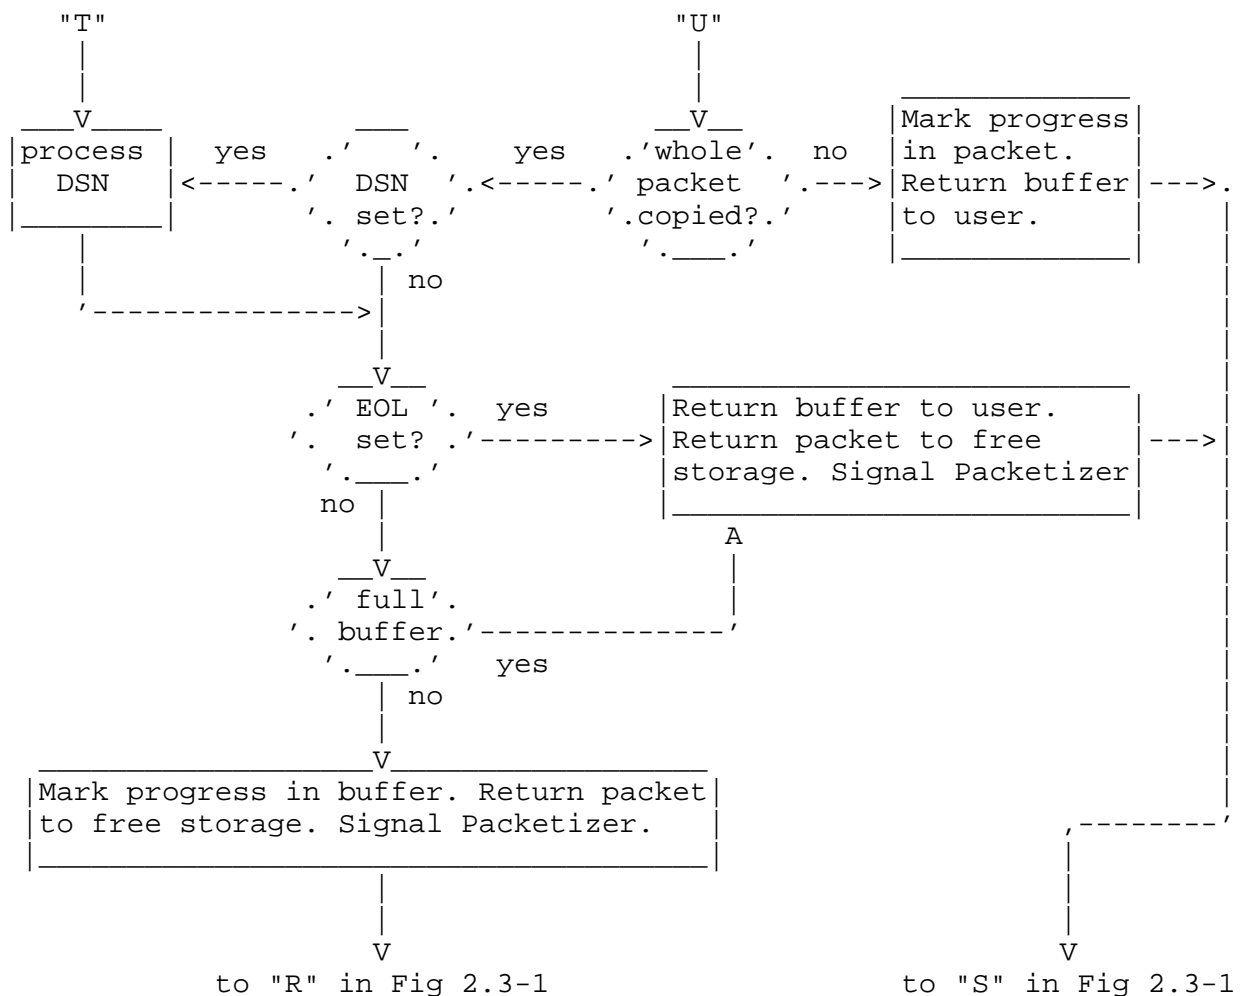 "T" "U"
process DSN
yes
DSN set?
yes
whole packet copied?
no
Mark progress
in packet.
Return buffer
to user.
no
EOL set?
yes
Return buffer to user.
Return packet to free
storage. Signal Packetizer
no
A
full buffer
yes
no
Mark progress in buffer. Return packet
to free storage. Signal Packetizer.
to "R" in Fig 2.3-1
to "S" in Fig 2.3-1